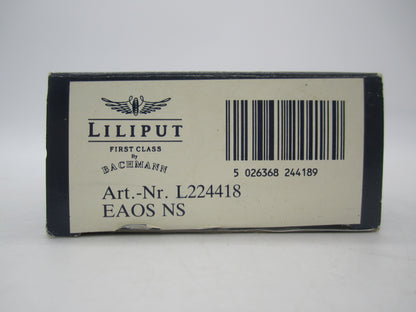 LILIPUT
FIRST CLASS
By
BACHMANN
5 026368 244189
Art.-Nr. L224418
EAOS NS